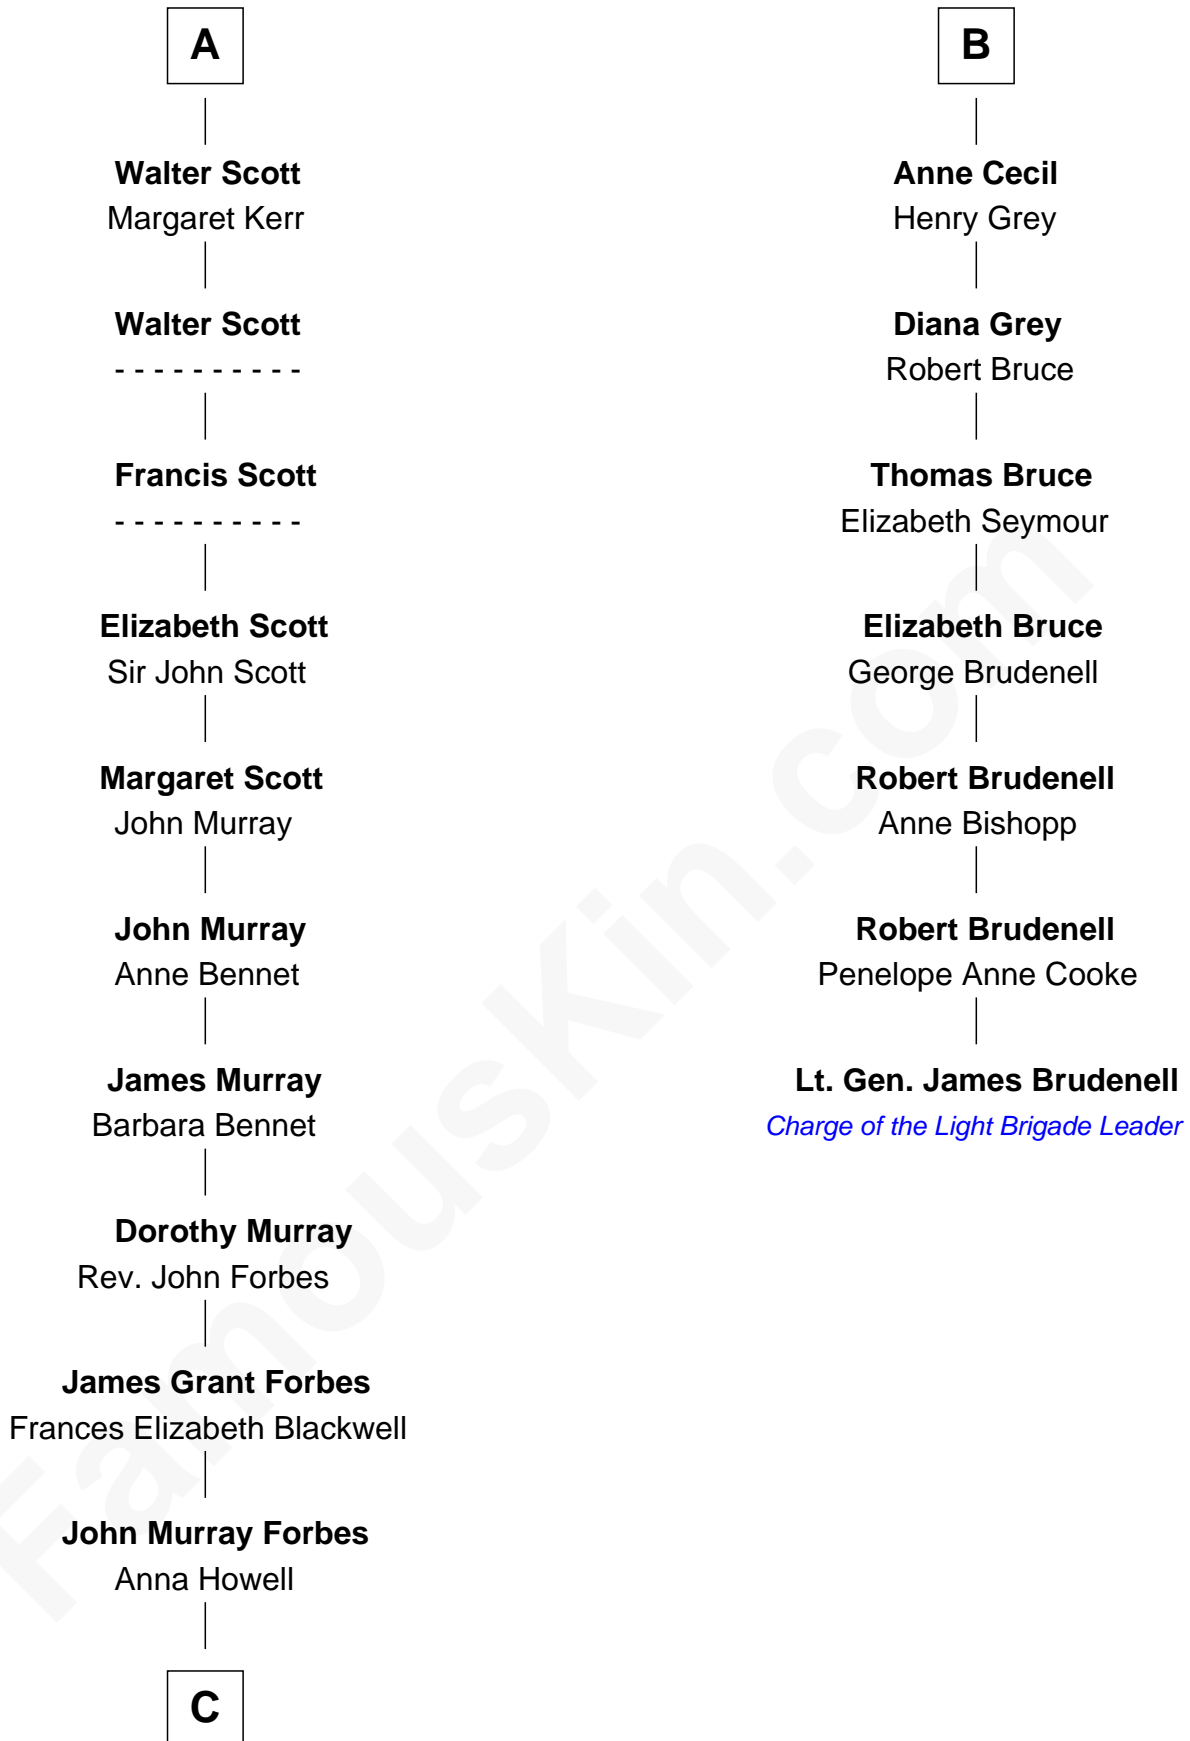 A
Walter Scott
Margaret Kerr
Walter Scott
- - - - - - - - - -
Francis Scott
- - - - - - - - - -
Elizabeth Scott
Sir John Scott
Margaret Scott
John Murray
John Murray
Anne Bennet
James Murray
Barbara Bennet
Dorothy Murray
Rev. John Forbes
James Grant Forbes
Frances Elizabeth Blackwell
John Murray Forbes
Anna Howell
C
B
Anne Cecil
Henry Grey
Diana Grey
Robert Bruce
Thomas Bruce
Elizabeth Seymour
Elizabeth Bruce
George Brudenell
Robert Brudenell
Anne Bishopp
Robert Brudenell
Penelope Anne Cooke
Lt. Gen. James Brudenell
Charge of the Light Brigade Leader
FamousKin.com